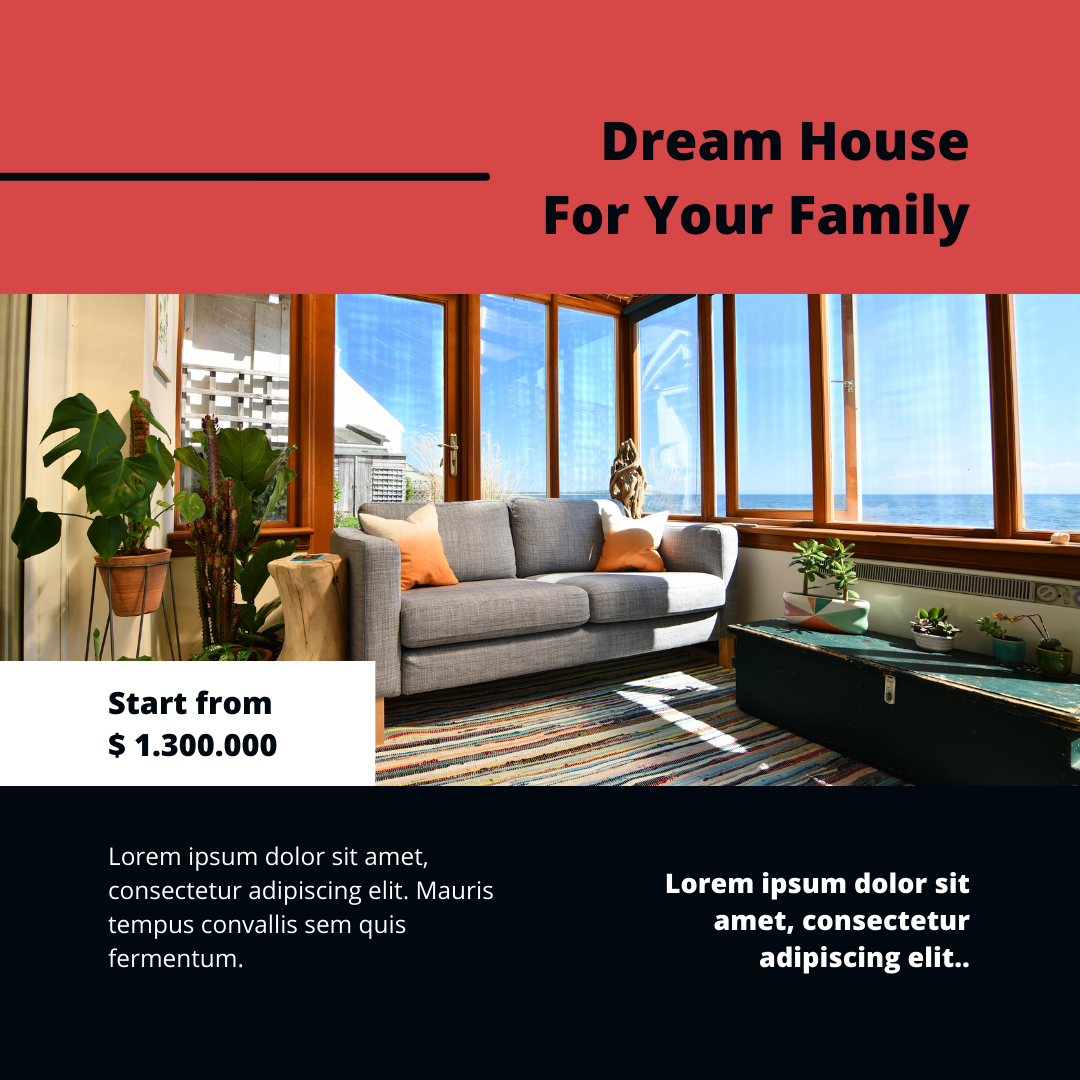 Dream House
For Your Family
Start from
$ 1.300.000
Lorem ipsum dolor sit amet,
consectetur adipiscing elit. Mauris
tempus convallis sem quis
fermentum.
Lorem ipsum dolor sit
amet, consectetur
adipiscing elit..